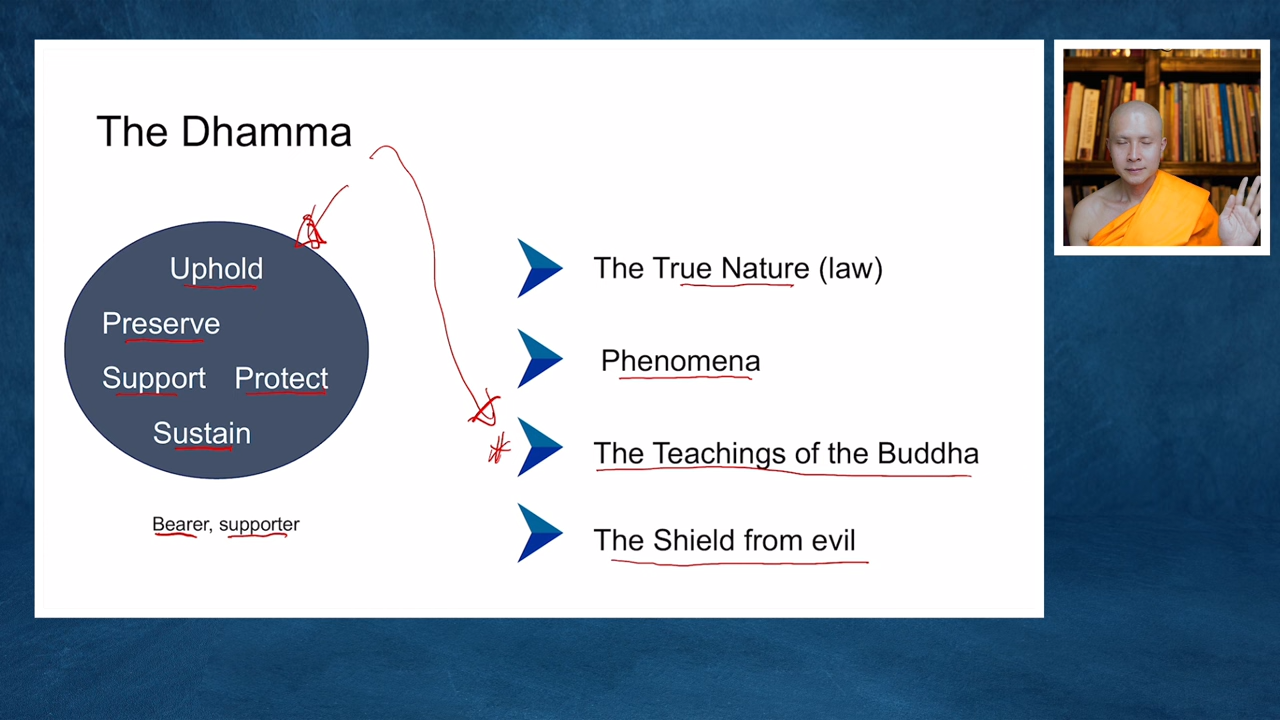 The Dhamma
Uphold
Preserve
Support Protect
Sustain
Bearer, supporter
The True Nature (law)
Phenomena
The Teachings of the Buddha
The Shield from evil